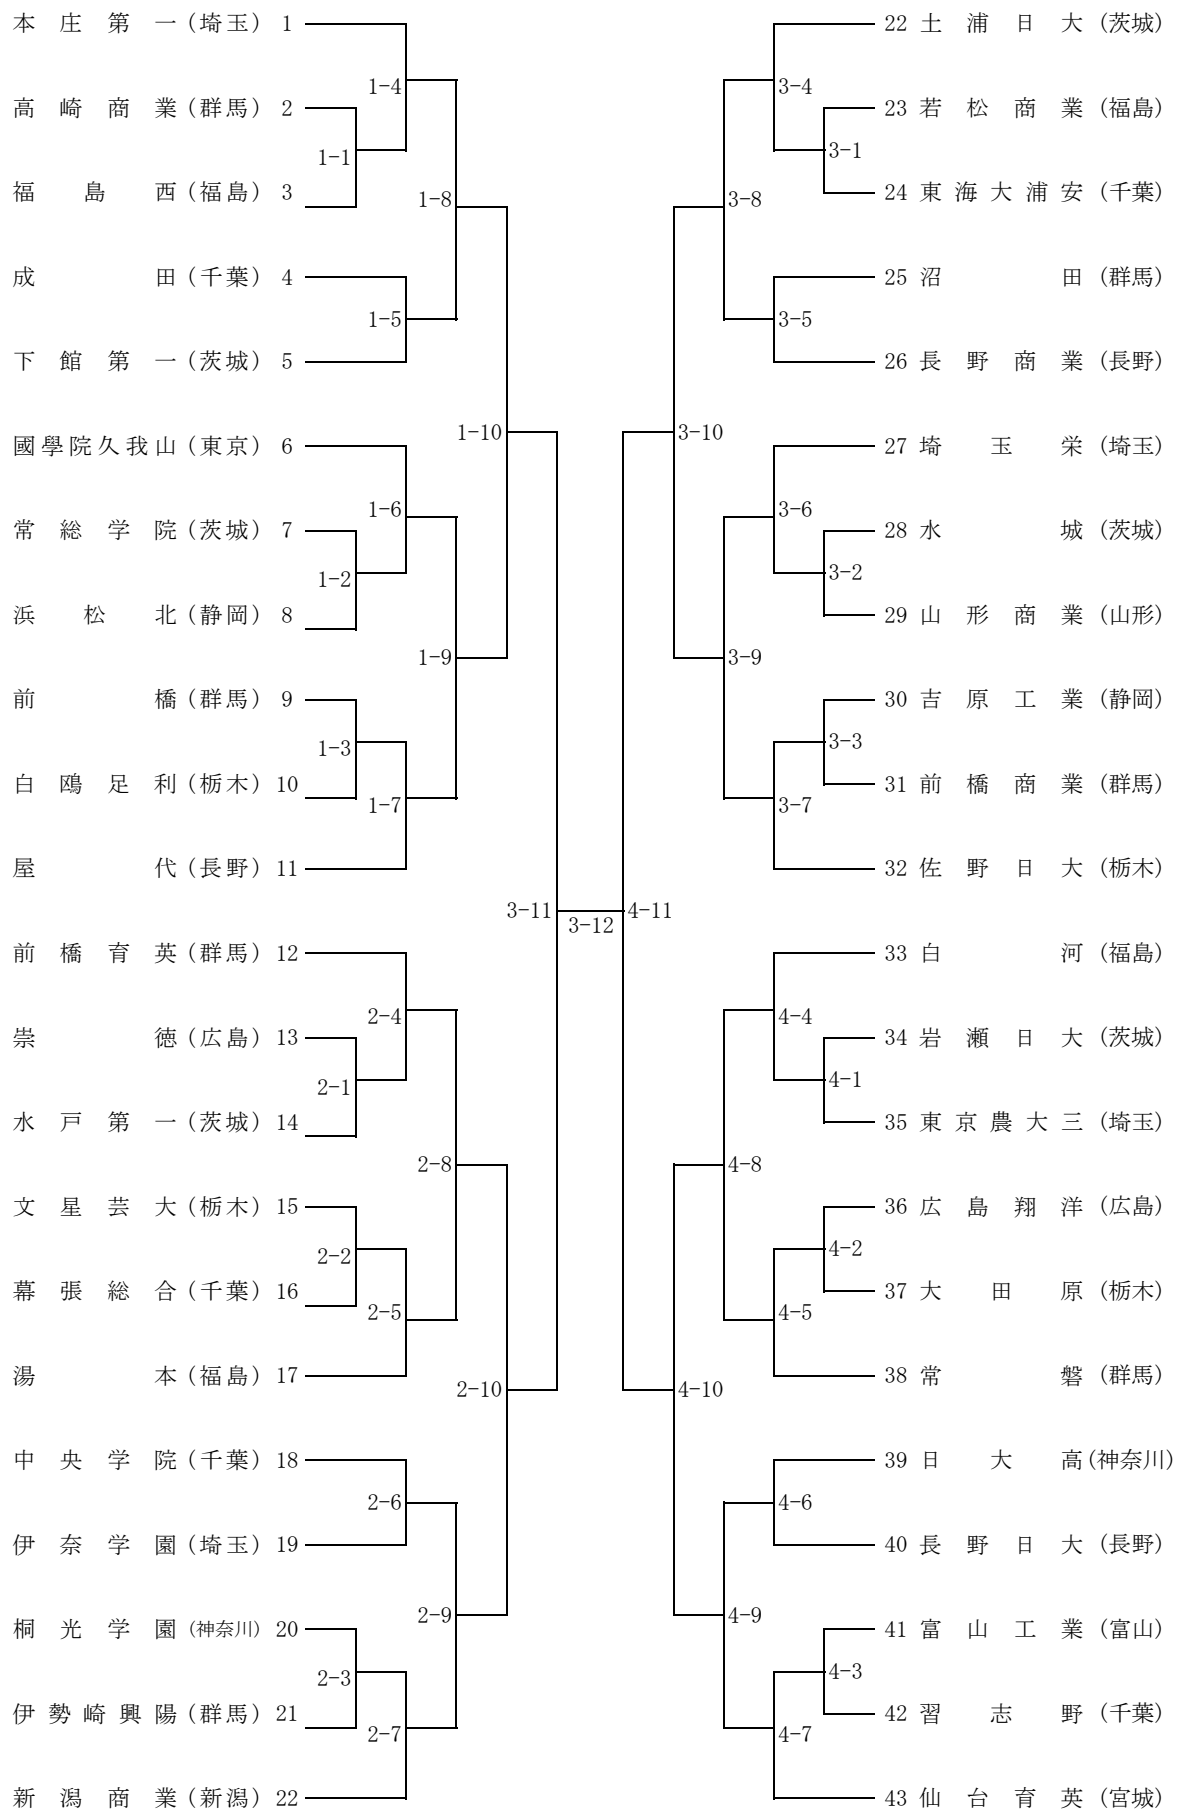 本庄第一(埼玉) 1
1-4
高崎商業(群馬) 2
1-1
福島西(福島) 3
1-8
成田(千葉) 4
1-5
下館第一(茨城) 5
1-10
國學院久我山(東京) 6
1-6
常総学院(茨城) 7
1-2
浜松北(静岡) 8
1-9
前橋(群馬) 9
1-3
白鴎足利(栃木) 10
1-7
屋代(長野) 11
3-11
3-12
4-11
前橋育英(群馬) 12
2-4
崇徳(広島) 13
2-1
水戸第一(茨城) 14
2-8
文星芸大(栃木) 15
2-2
幕張総合(千葉) 16
2-5
湯本(福島) 17
2-10
中央学院(千葉) 18
2-6
伊奈学園(埼玉) 19
2-9
桐光学園(神奈川) 20
2-3
伊勢崎興陽(群馬) 21
2-7
新潟商業(新潟) 22
22 土浦日大(茨城)
3-4
23 若松商業(福島)
3-1
24 東海大浦安(千葉)
3-8
25 沼田(群馬)
3-5
26 長野商業(長野)
3-10
27 埼玉栄(埼玉)
3-6
28 水城(茨城)
3-2
29 山形商業(山形)
3-9
30 吉原工業(静岡)
3-3
31 前橋商業(群馬)
3-7
32 佐野日大(栃木)
33 白河(福島)
4-4
34 岩瀬日大(茨城)
4-1
35 東京農大三(埼玉)
4-8
36 広島翔洋(広島)
4-2
37 大田原(栃木)
4-5
38 常磐(群馬)
4-10
39 日大高(神奈川)
4-6
40 長野日大(長野)
4-9
41 富山工業(富山)
4-3
42 習志野(千葉)
4-7
43 仙台育英(宮城)